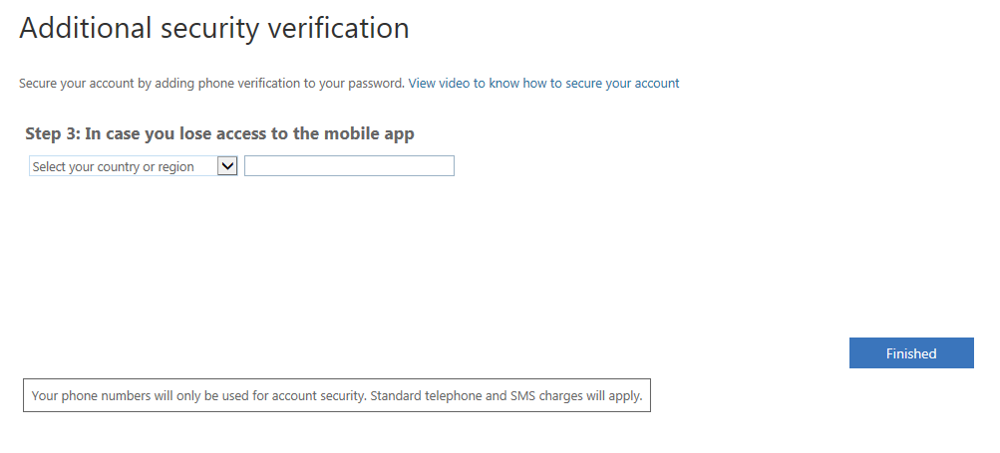 Additional security verification
Secure your account by adding phone verification to your password. View video to know how to secure your account
Step 3: In case you lose access to the mobile app
Select your country or region
Finished
Your phone numbers will only be used for account security. Standard telephone and SMS charges will apply.